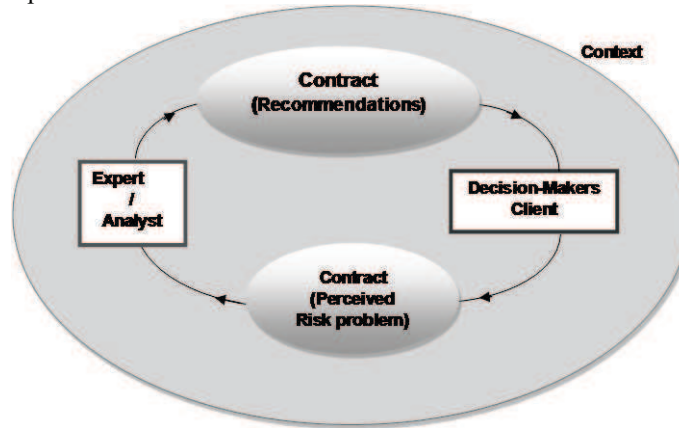 Context
Contract
(Recommendations)
Expert
/
Analyst
Decision-Makers
Client
Contract
(Perceived
Risk problem)